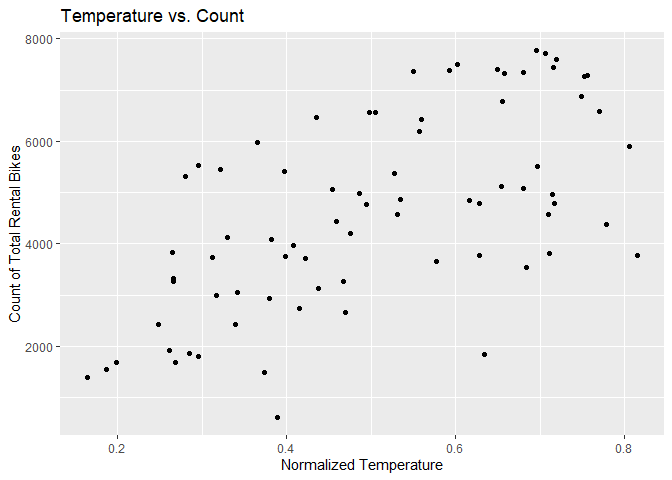 Temperature vs. Count
Count of Total Rental Bikes
8000
6000
4000
2000
0.2 0.4 0.6 0.8
Normalized Temperature